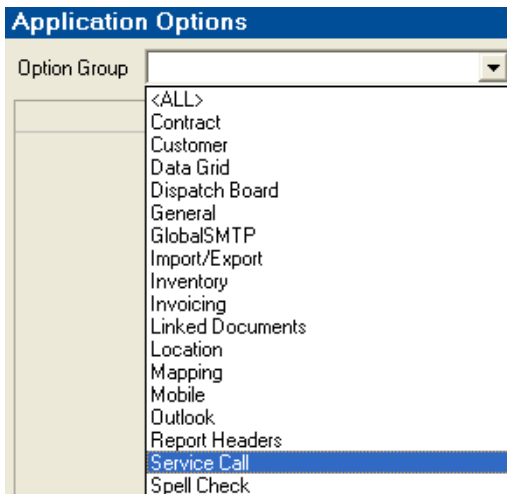 Application Options
Option Group
<ALL>
Contract
Customer
Data Grid
Dispatch Board
General
GlobalSMTP
Import/Export
Inventory
Invoicing
Linked Documents
Location
Mapping
Mobile
Outlook
Report Headers
Service Call
Spell Check